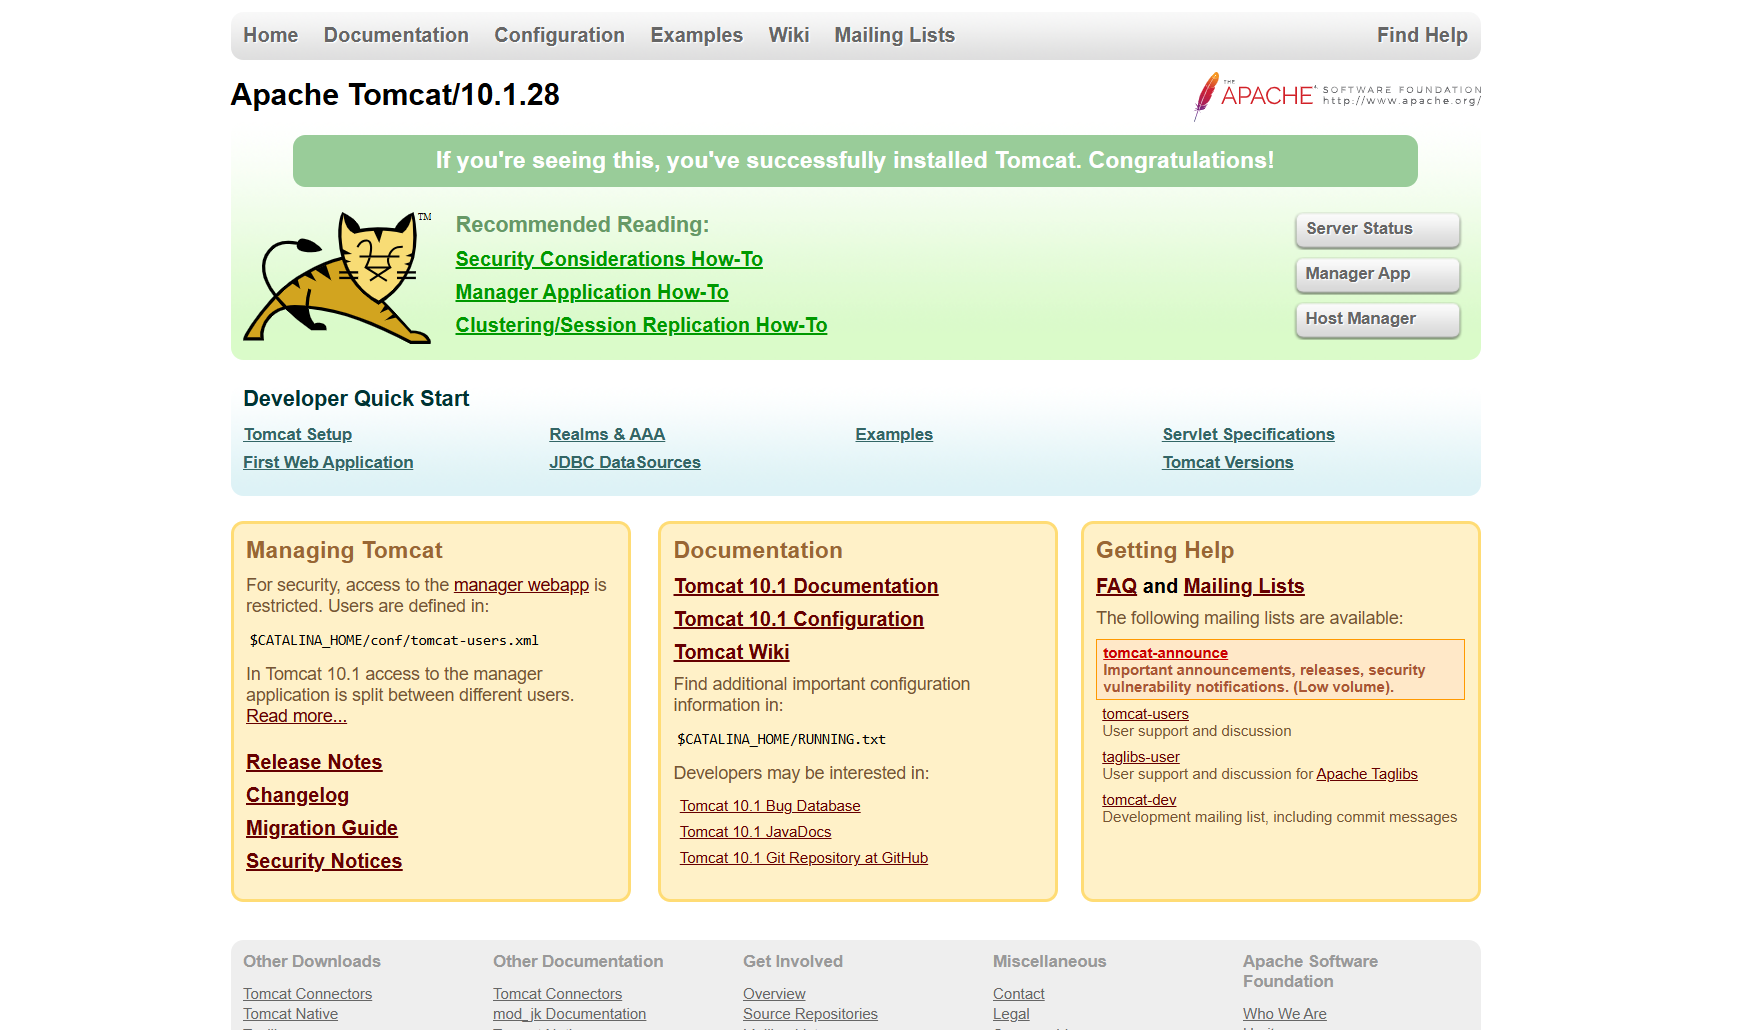 Home Documentation Configuration Examples Wiki Mailing Lists Find Help
Apache Tomcat/10.1.28
THE APACHE SOFTWARE FOUNDATION
http://www.apache.org/
If you're seeing this, you've successfully installed Tomcat. Congratulations!
TM
Recommended Reading:
Security Considerations How-To
Manager Application How-To
Clustering/Session Replication How-To
Server Status
Manager App
Host Manager
Developer Quick Start
Tomcat Setup
First Web Application
Realms & AAA
JDBC DataSources
Examples
Servlet Specifications
Tomcat Versions
Managing Tomcat
For security, access to the manager webapp is
restricted. Users are defined in:
$CATALINA_HOME/conf/tomcat-users.xml
In Tomcat 10.1 access to the manager
application is split between different users.
Read more...
Release Notes
Changelog
Migration Guide
Security Notices
Documentation
Tomcat 10.1 Documentation
Tomcat 10.1 Configuration
Tomcat Wiki
Find additional important configuration
information in:
$CATALINA_HOME/RUNNING.txt
Developers may be interested in:
Tomcat 10.1 Bug Database
Tomcat 10.1 JavaDocs
Tomcat 10.1 Git Repository at GitHub
Getting Help
FAQ and Mailing Lists
The following mailing lists are available:
tomcat-announce
Important announcements, releases, security
vulnerability notifications. (Low volume).
tomcat-users
User support and discussion
taglibs-user
User support and discussion for Apache Taglibs
tomcat-dev
Development mailing list, including commit messages
Other Downloads
Tomcat Connectors
Tomcat Native
Other Documentation
Tomcat Connectors
mod_jk Documentation
Get Involved
Overview
Source Repositories
Miscellaneous
Contact
Legal
Apache Software
Foundation
Who We Are